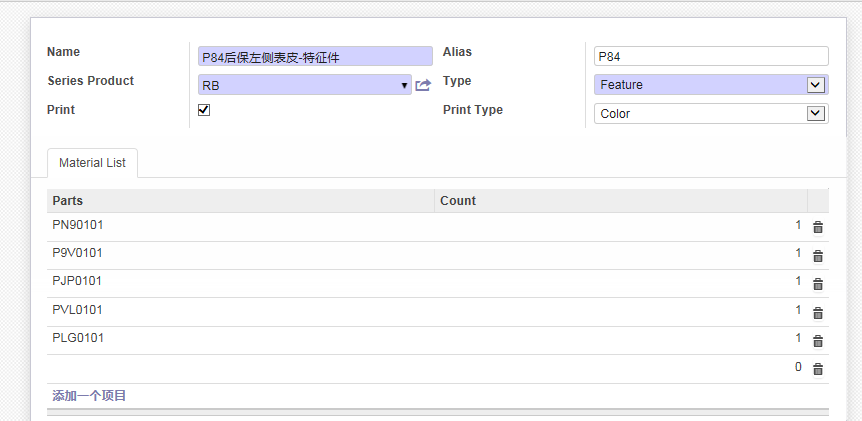 Name P84后保左侧表皮-特征件 Alias P84
Series Product RB Type Feature
Print Print Type Color
Material List
Parts Count
PN90101 1
P9V0101 1
PJP0101 1
PVL0101 1
PLG0101 1
0
添加一个项目